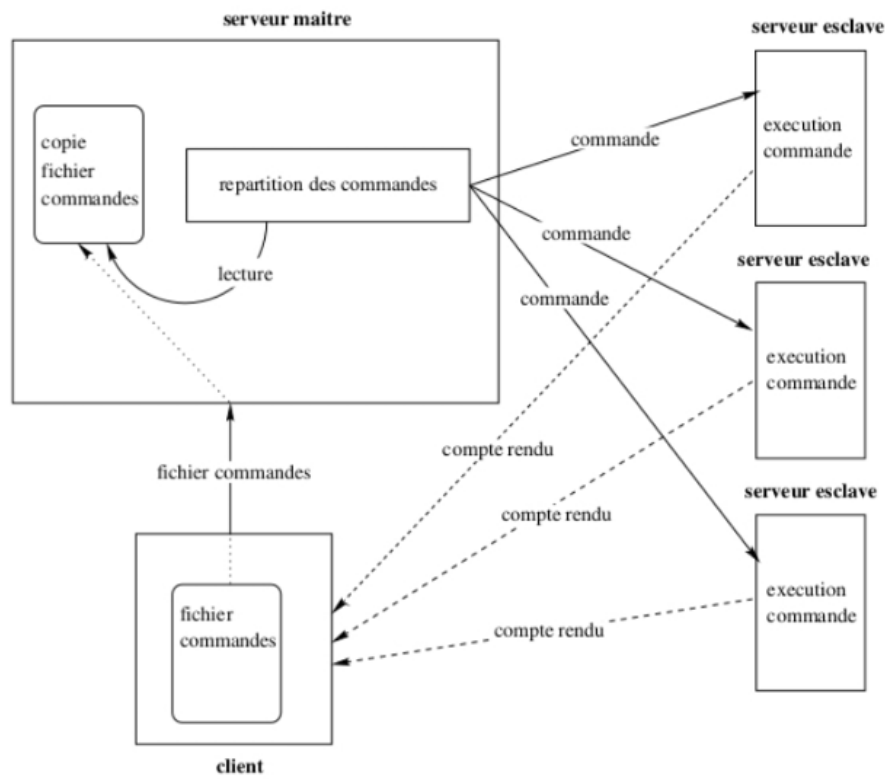 serveur maitre
serveur esclave
copie
fichier
commandes
repartition des commandes
lecture
commande
execution
commande
commande
serveur esclave
commande
execution
commande
fichier commandes
compte rendu
compte rendu
serveur esclave
execution
commande
compte rendu
fichier
commandes
client